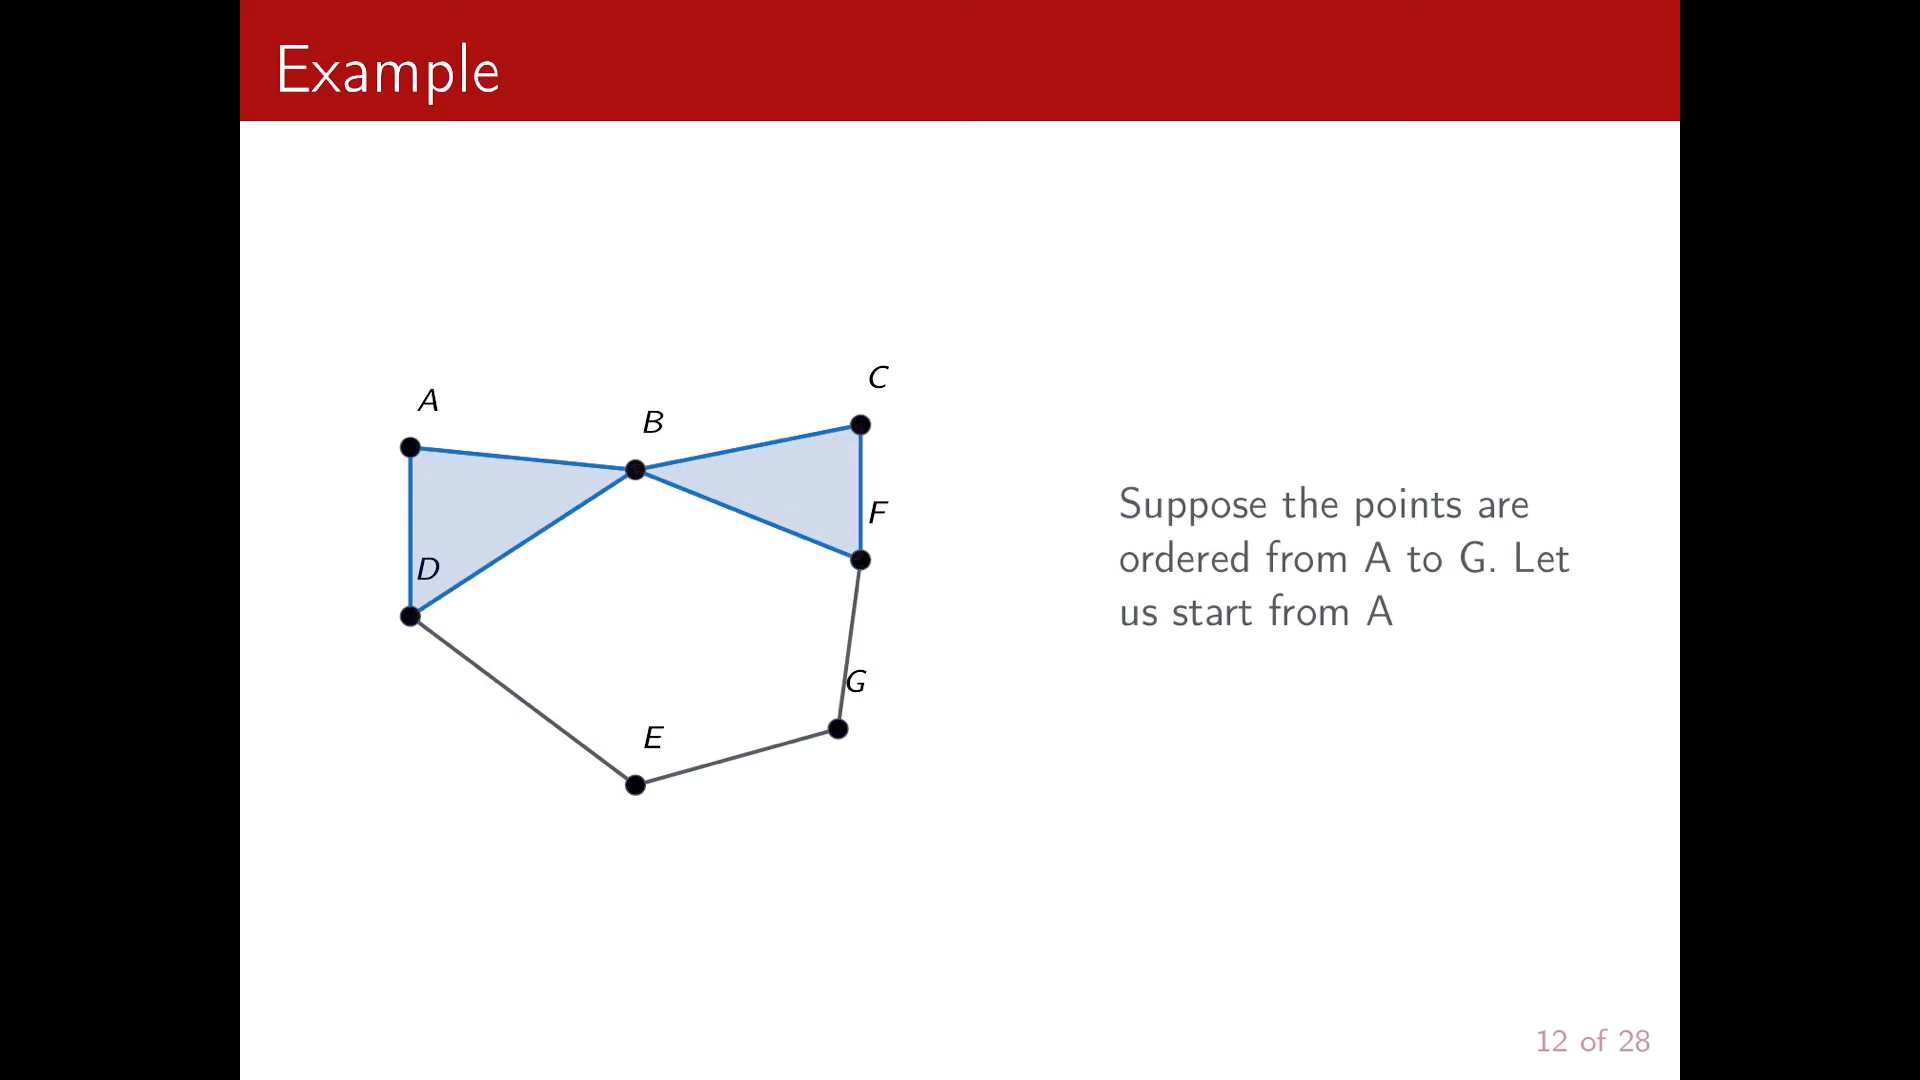 Example
C
A
B
F
D
G
E
Suppose the points are
ordered from A to G. Let
us start from A
12 of 28